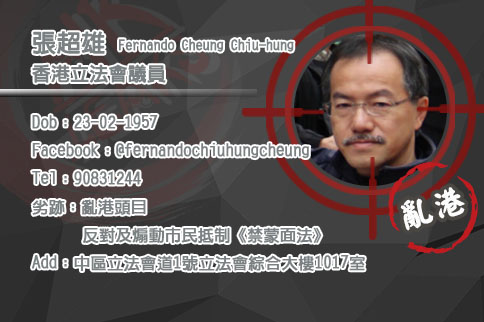 張超雄 Fernando Cheung Chiu-hung
香港立法會議員
Dob：23-02-1957
Facebook：@fernandochiuhungcheung
Tel：90831244
劣跡：亂港頭目
反對及煽動市民抵制《禁蒙面法》
Add：中區立法會道1號立法會綜合大樓1017室
亂港